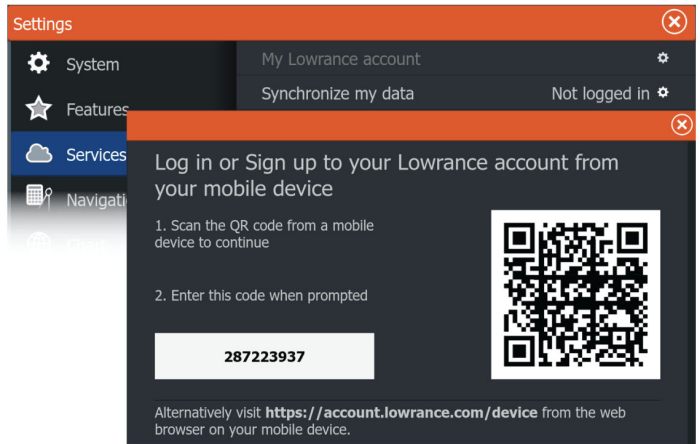 Settings
System
My Lowrance account
Features
Synchronize my data Not logged in
Services
Log in or Sign up to your Lowrance account from
your mobile device
Navigati
1. Scan the QR code from a mobile
device to continue
Chart
2. Enter this code when prompted
287223937
Alternatively visit https://account.lowrance.com/device from the web
browser on your mobile device.